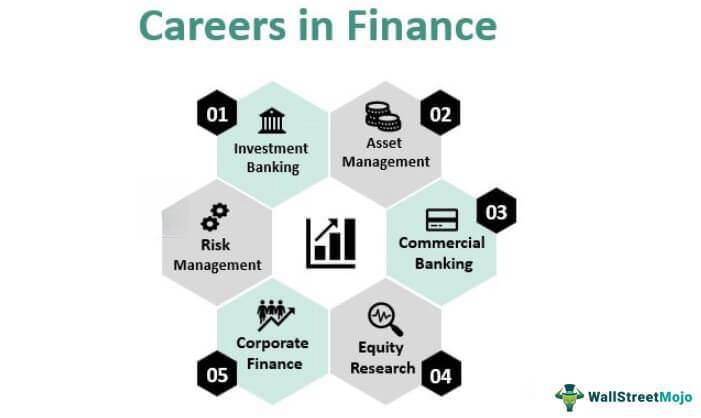 Careers in Finance
01
Investment
Banking
02
Asset
Management
03
Commercial
Banking
04
Equity
Research
05
Corporate
Finance
Risk
Management
WallStreetMojo